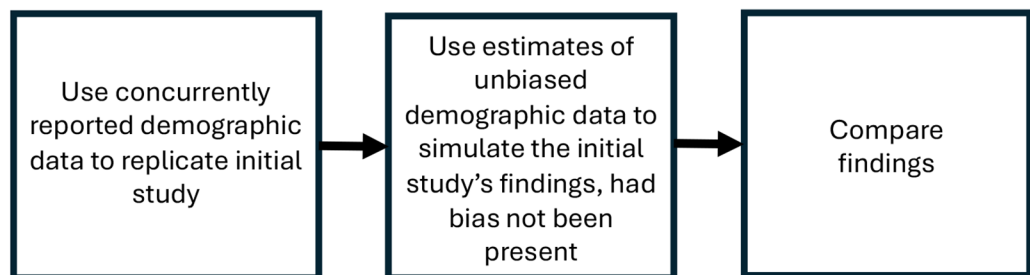 Use concurrently
reported demographic
data to replicate initial
study
Use estimates of
unbiased
demographic data to
simulate the initial
study’s findings, had
bias not been
present
Compare
findings